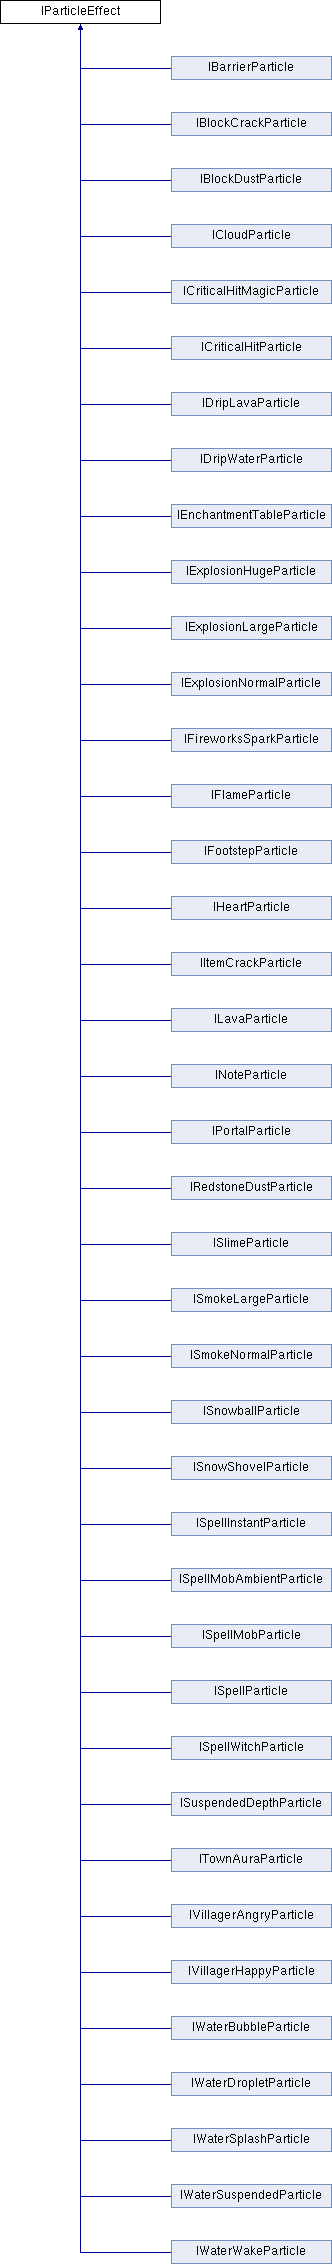 IParticleEffect
IBarrierParticle
IBlockCrackParticle
IBlockDustParticle
ICloudParticle
ICriticalHitMagicParticle
ICriticalHitParticle
IDripLavaParticle
IDripWaterParticle
IEnchantmentTableParticle
IExplosionHugeParticle
IExplosionLargeParticle
IExplosionNormalParticle
IFireworksSparkParticle
IFlameParticle
IFootstepParticle
IHeartParticle
IItemCrackParticle
ILavaParticle
INoteParticle
IPortalParticle
IRedstoneDustParticle
ISlimeParticle
ISmokeLargeParticle
ISmokeNormalParticle
ISnowballParticle
ISnowShovelParticle
ISpellInstantParticle
ISpellMobAmbientParticle
ISpellMobParticle
ISpellParticle
ISpellWitchParticle
ISuspendedDepthParticle
ITownAuraParticle
IVillagerAngryParticle
IVillagerHappyParticle
IWaterBubbleParticle
IWaterDropletParticle
IWaterSplashParticle
IWaterSuspendedParticle
IWaterWakeParticle